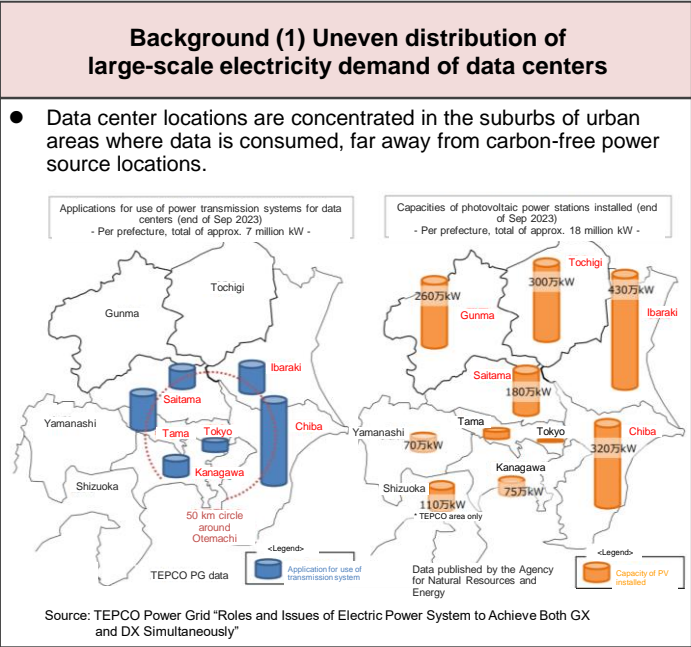 Background (1) Uneven distribution of
large-scale electricity demand of data centers
● Data center locations are concentrated in the suburbs of urban
areas where data is consumed, far away from carbon-free power
source locations.
Applications for use of power transmission systems for data
centers (end of Sep 2023)
- Per prefecture, total of approx. 7 million kW -
Gunma
Tochigi
Ibaraki
Saitama
Yamanashi
Tama
Tokyo
Chiba
Kanagawa
Shizuoka
50 km circle
around
Otemachi
TEPCO PG data
<Legend>
Application for use of
transmission system
Capacities of photovoltaic power stations installed (end
of Sep 2023)
- Per prefecture, total of approx. 18 million kW -
Tochigi
300万kW
260万kW
430万kW
Gunma
Ibaraki
Saitama
180万kW
Tama
Yamanashi
Tokyo
Chiba
70万kW
320万kW
Kanagawa
Shizuoka
75万kW
110万kW
* TEPCO area only
Data published by the Agency
for Natural Resources and
Energy
<Legend>
Capacity of PV
installed
Source: TEPCO Power Grid “Roles and Issues of Electric Power System to Achieve Both GX
and DX Simultaneously”